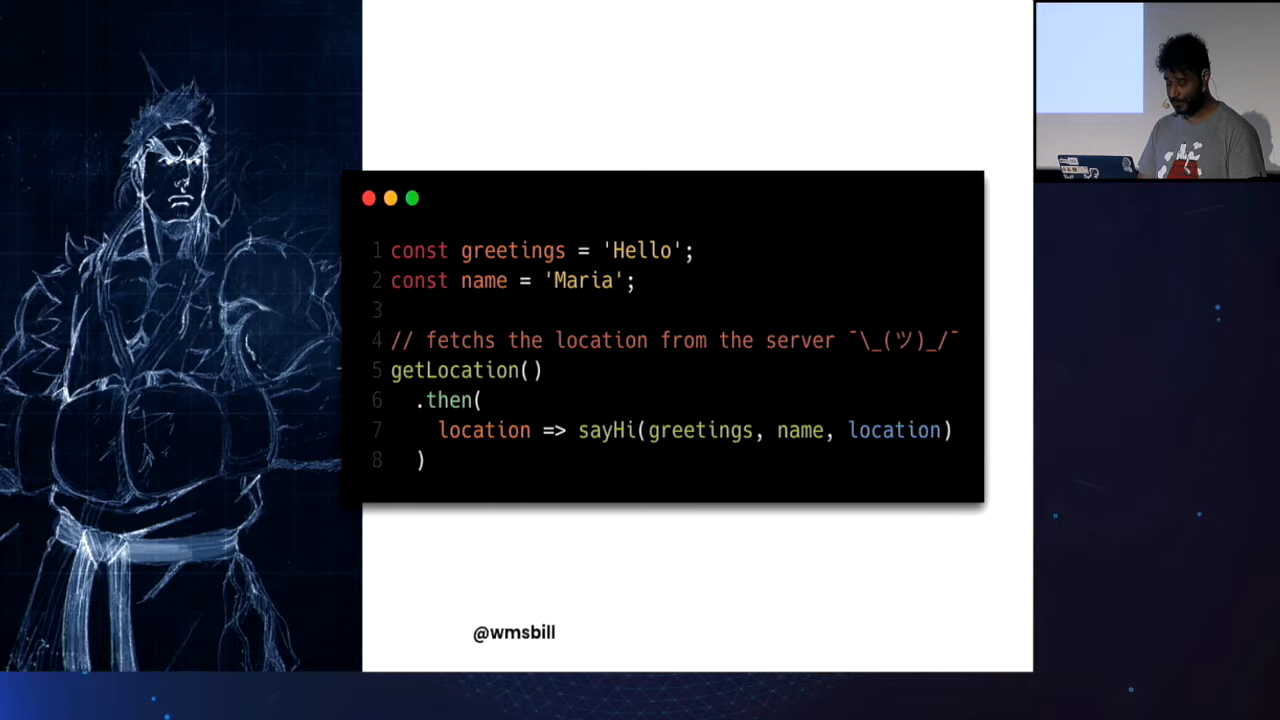 1 const greetings = 'Hello';
2 const name = 'Maria';
3
4 // fetchs the location from the server ¯\_(ツ)_/¯
5 getLocation()
6 .then(
7 location => sayHi(greetings, name, location)
8 )
@wmsbill